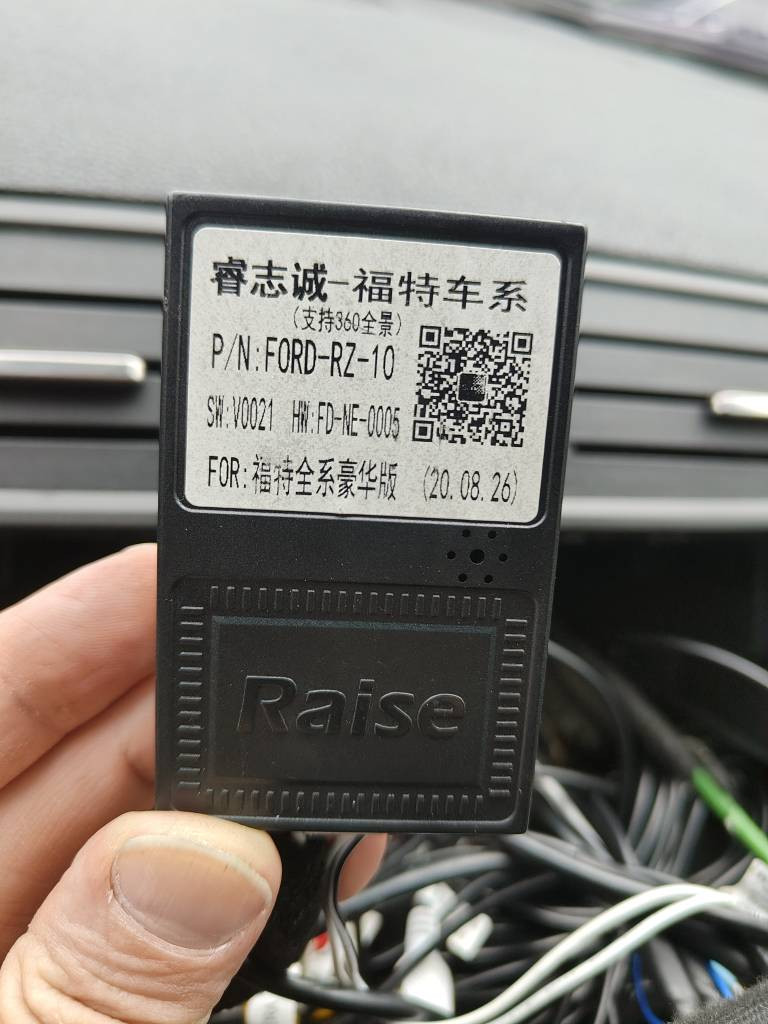 睿志诚-福特车系
(支持360全景)
P/N:FORD-RZ-10
SW:V0021 HW:FD-NE-0005
FOR:福特全系豪华版 (20.08.26)
Raise